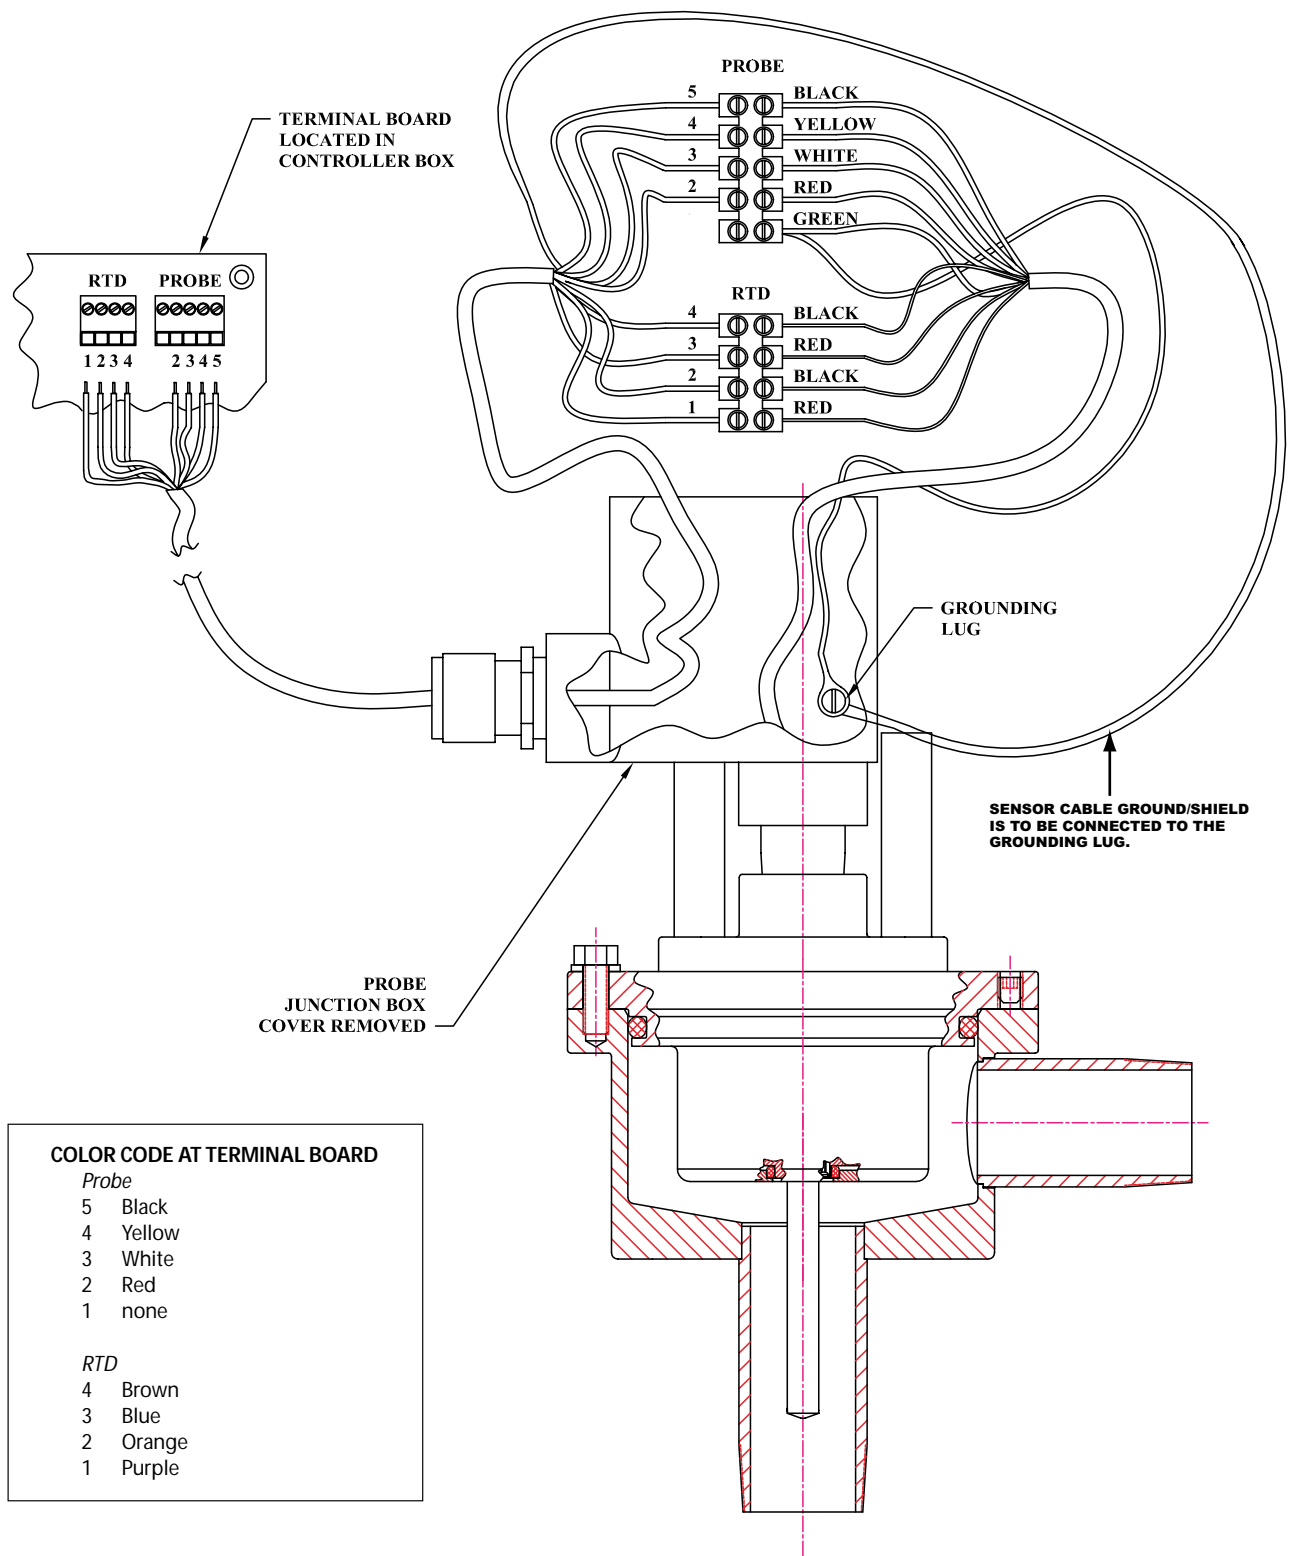 PROBE
5 BLACK
4 YELLOW
3 WHITE
2 RED
GREEN
RTD
4 BLACK
3 RED
2 BLACK
1 RED
TERMINAL BOARD
LOCATED IN
CONTROLLER BOX
RTD PROBE
1 2 3 4 2 3 4 5
GROUNDING
LUG
SENSOR CABLE GROUND/SHIELD
IS TO BE CONNECTED TO THE
GROUNDING LUG.
PROBE
JUNCTION BOX
COVER REMOVED
COLOR CODE AT TERMINAL BOARD
Probe
5 Black
4 Yellow
3 White
2 Red
1 none
RTD
4 Brown
3 Blue
2 Orange
1 Purple